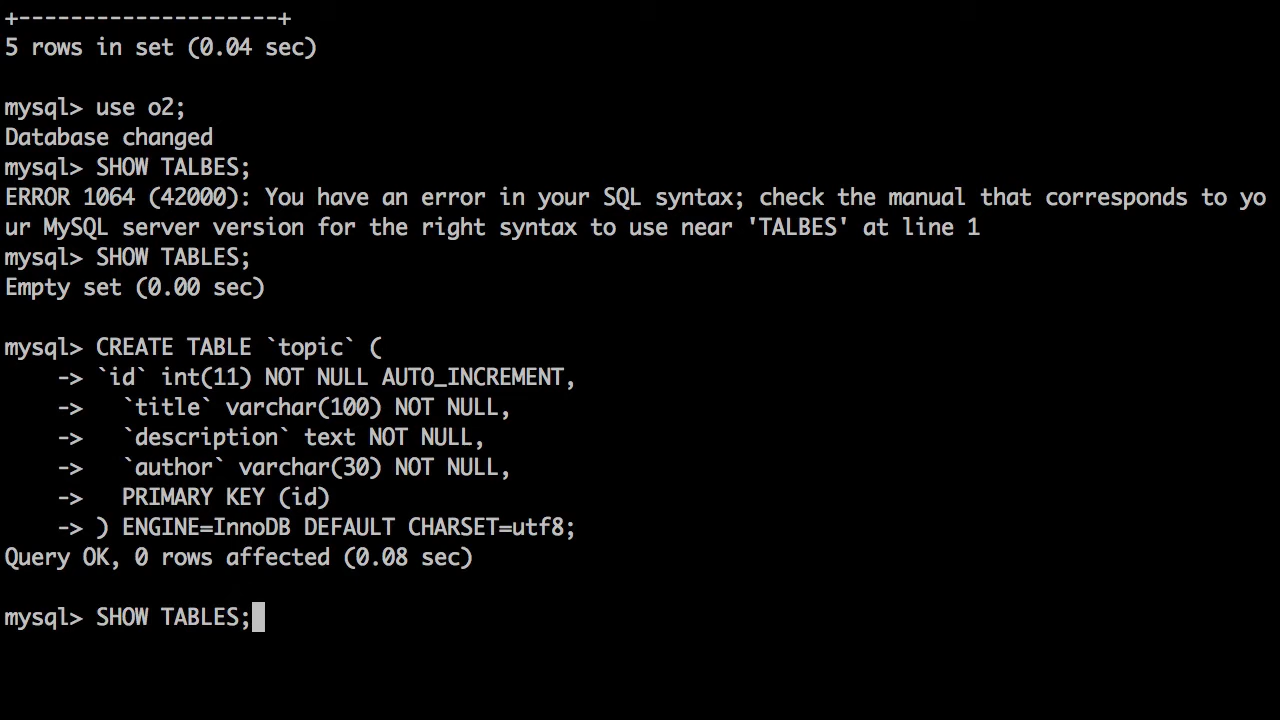 +--------------------+
5 rows in set (0.04 sec)
mysql> use o2;
Database changed
mysql> SHOW TALBES;
ERROR 1064 (42000): You have an error in your SQL syntax; check the manual that corresponds to yo
ur MySQL server version for the right syntax to use near 'TALBES' at line 1
mysql> SHOW TABLES;
Empty set (0.00 sec)
mysql> CREATE TABLE `topic` (
    -> `id` int(11) NOT NULL AUTO_INCREMENT,
    ->   `title` varchar(100) NOT NULL,
    ->   `description` text NOT NULL,
    ->   `author` varchar(30) NOT NULL,
    ->   PRIMARY KEY (id)
    -> ) ENGINE=InnoDB DEFAULT CHARSET=utf8;
Query OK, 0 rows affected (0.08 sec)
mysql> SHOW TABLES;